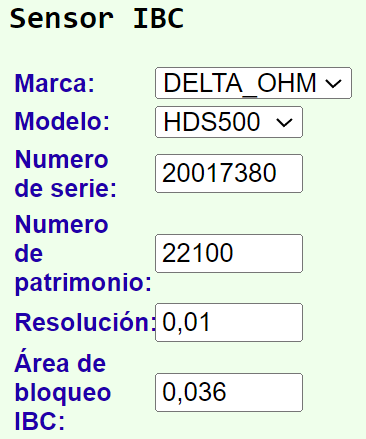 Sensor IBC
Marca: DELTA_OHM
Modelo: HDS500
Numero
de serie: 20017380
Numero
de
patrimonio: 22100
Resolución: 0,01
Área de
bloqueo
IBC: 0,036